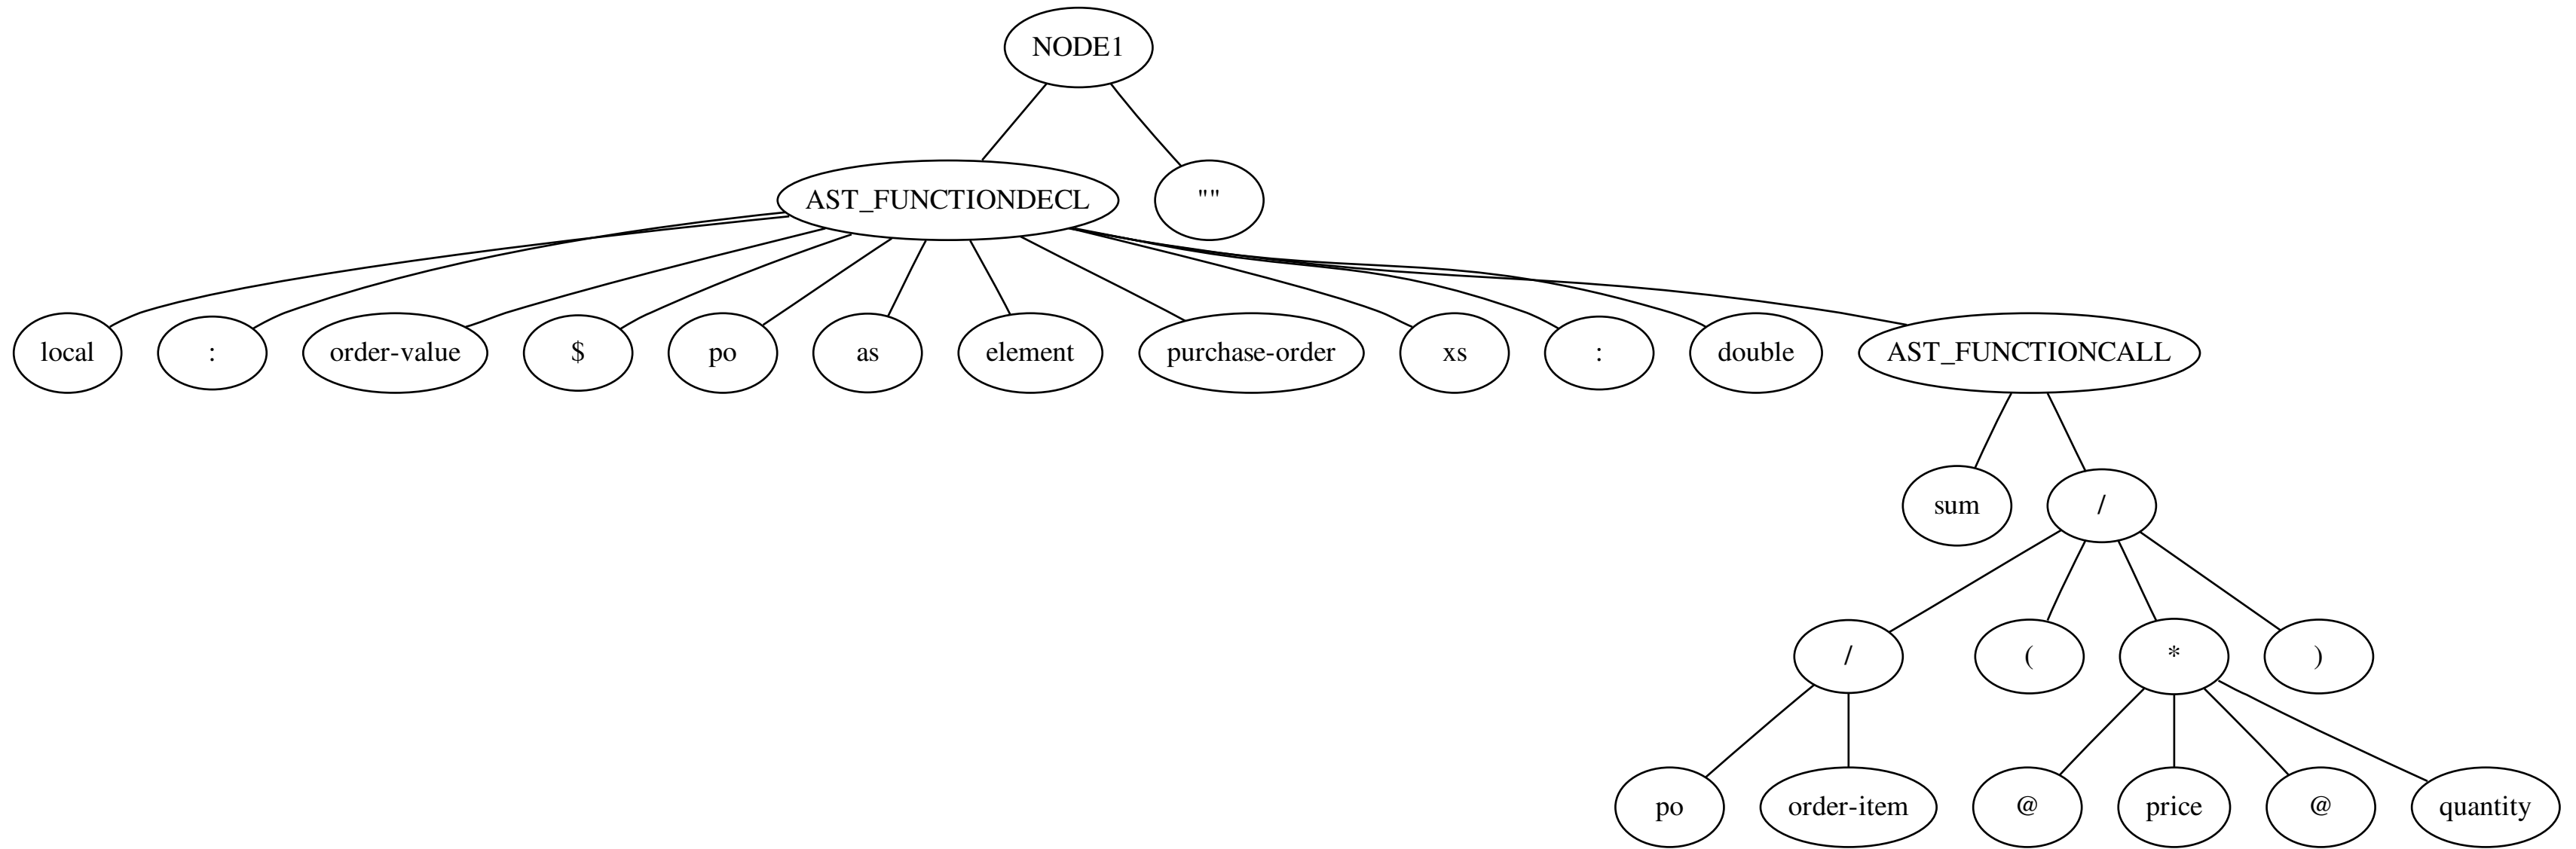 NODE1
AST_FUNCTIONDECL ""
local : order-value $ po as element purchase-order xs : double AST_FUNCTIONCALL
sum /
/ ( * )
po order-item @ price @ quantity